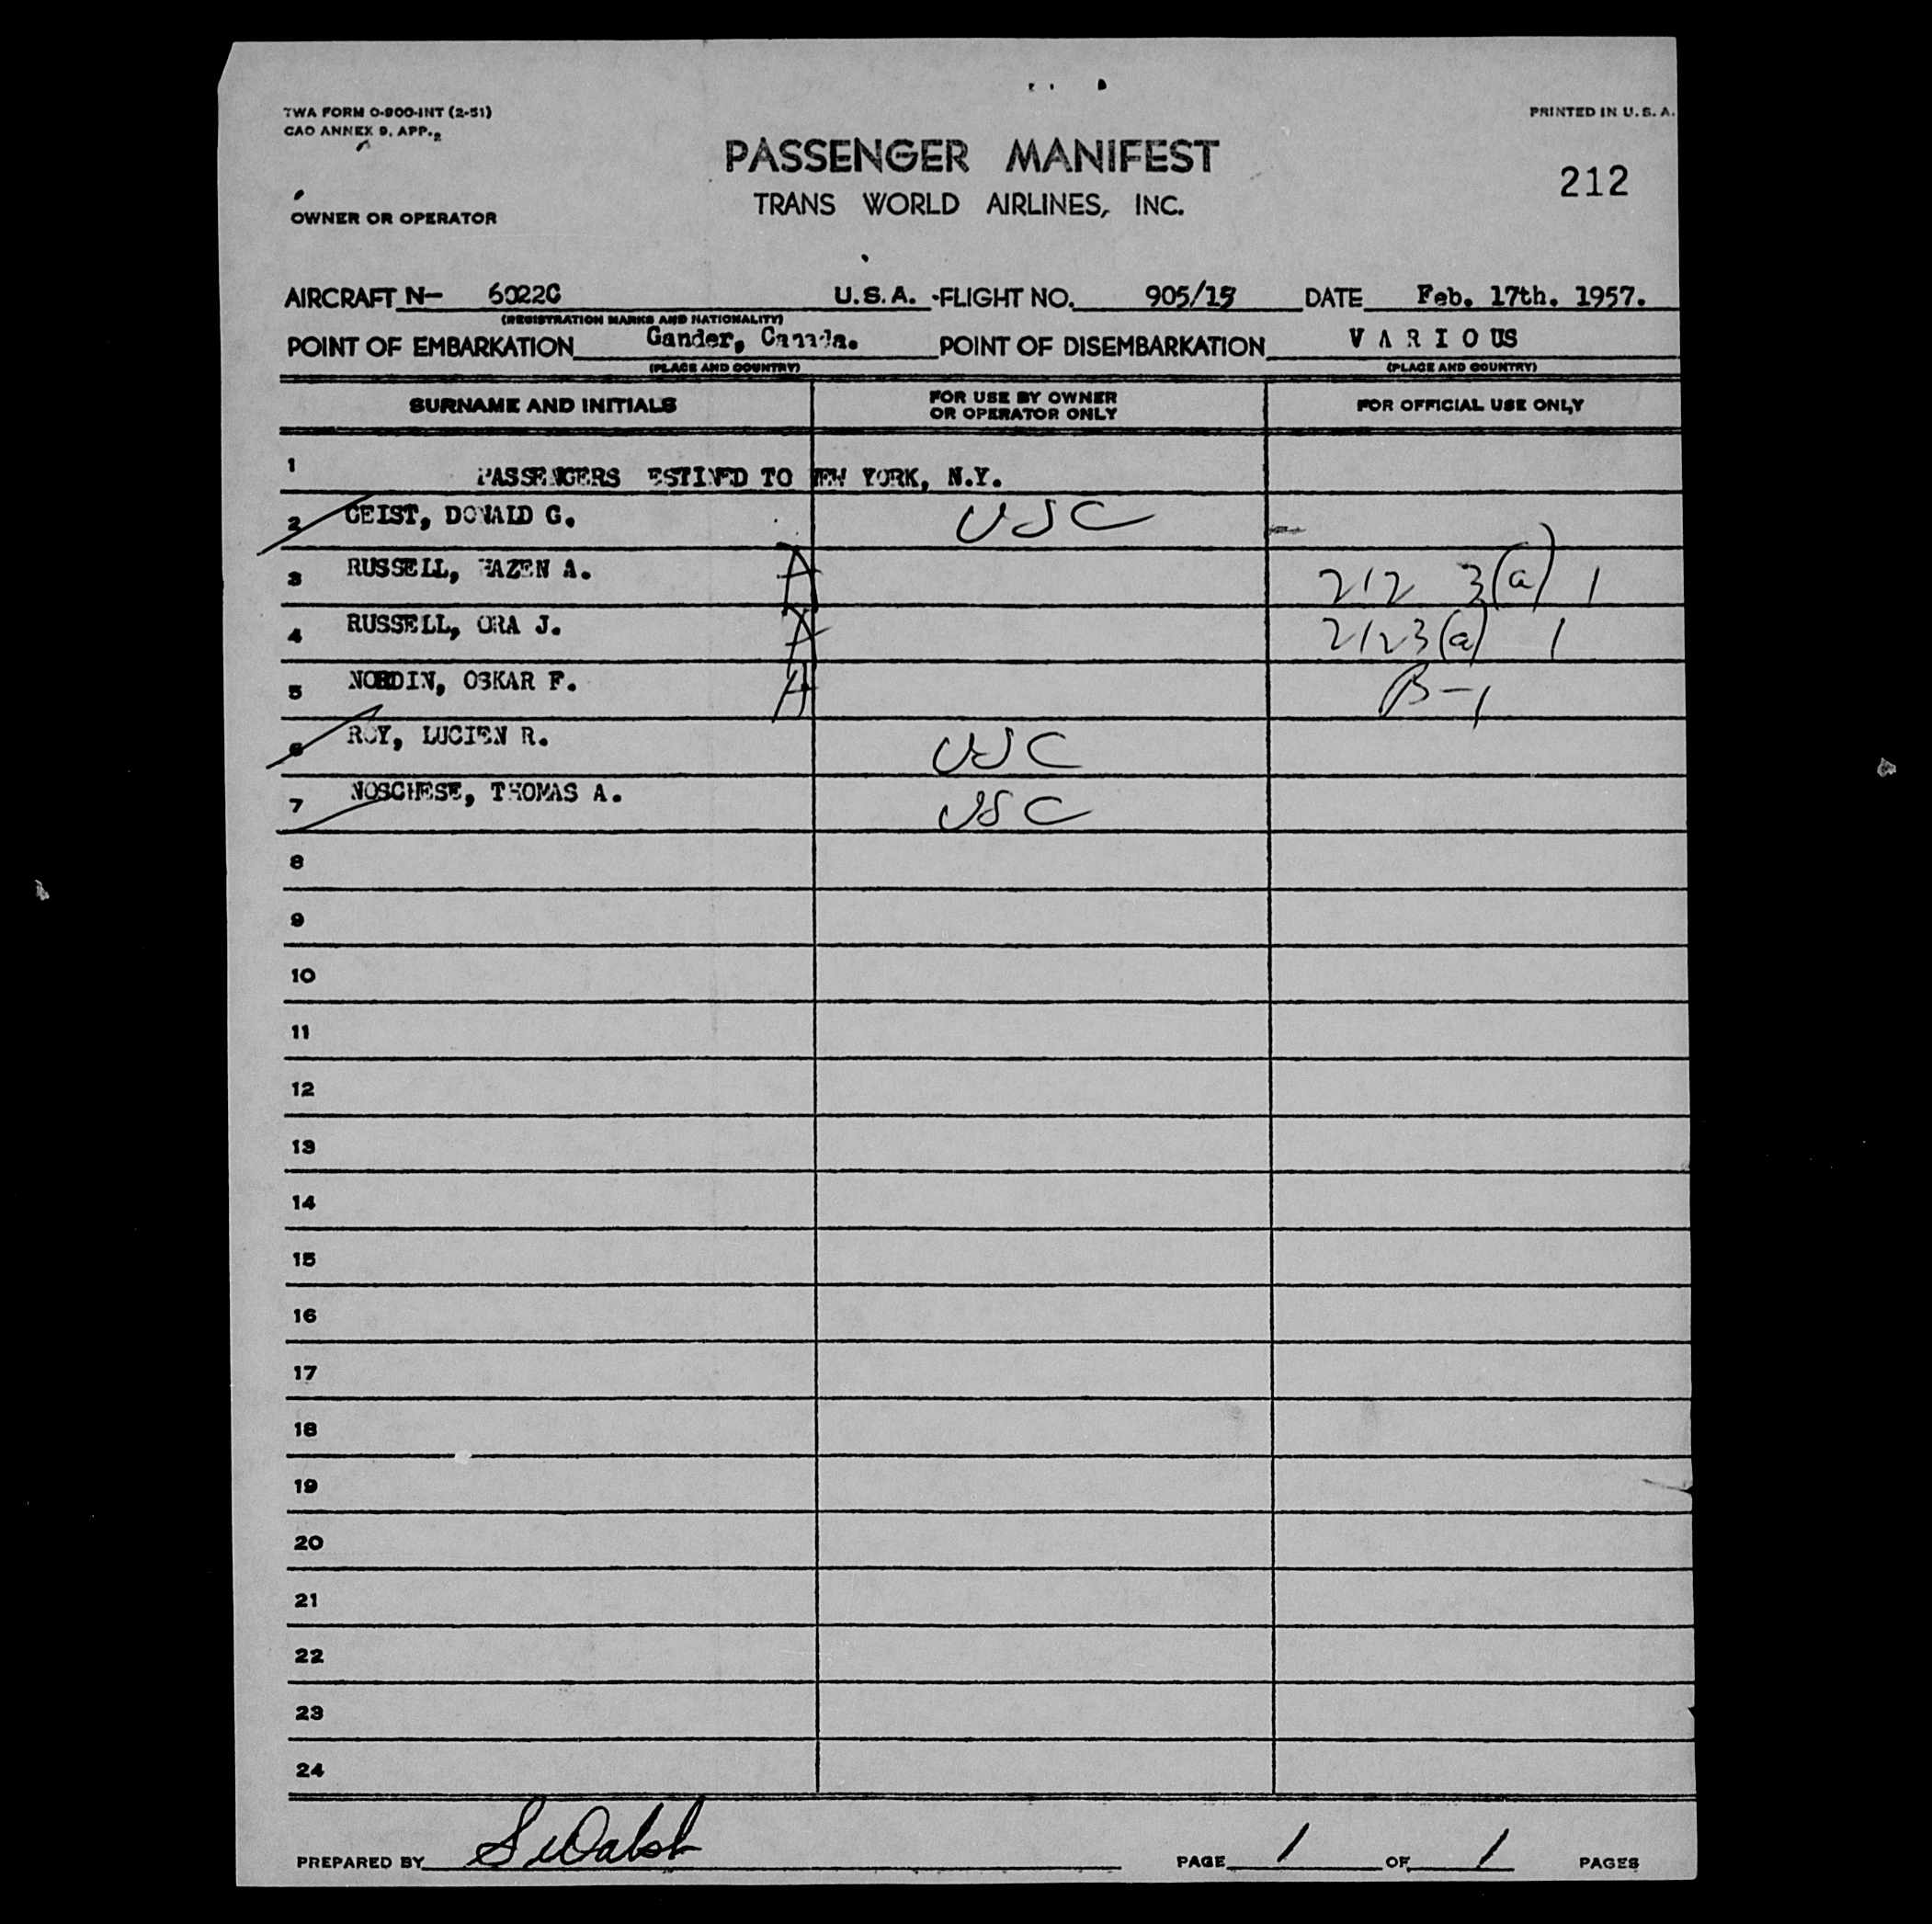 TWA FORM O-900-INT (2-51)
CAO ANNEX 9, APP.2
PRINTED IN U.S.A.
PASSENGER MANIFEST
212
TRANS WORLD AIRLINES, INC.
OWNER OR OPERATOR
AIRCRAFT N- 6022C U.S.A. -FLIGHT NO. 905/15 DATE Feb. 17th. 1957.
(REGISTRATION MARKS AND NATIONALITY)
POINT OF EMBARKATION Gander, Canada. POINT OF DISEMBARKATION VARIOUS
(PLACE AND COUNTRY) (PLACE AND COUNTRY)
SURNAME AND INITIALS FOR USE BY OWNER OR OPERATOR ONLY FOR OFFICIAL USE ONLY
1 PASSENGERS ESTINED TO NEW YORK, N.Y.
2 GEIST, DONALD G. USC
3 RUSSELL, HAZEN A. A 212 3(a) 1
4 RUSSELL, ORA J. A 2123(a) 1
5 NORDIN, OSKAR F. A B-1
6 ROY, LUCIEN R. USC
7 NOSCHESE, THOMAS A. USC
8
9
10
11
12
13
14
15
16
17
18
19
20
21
22
23
24
PREPARED BY S Walsh PAGE 1 OF 1 PAGES